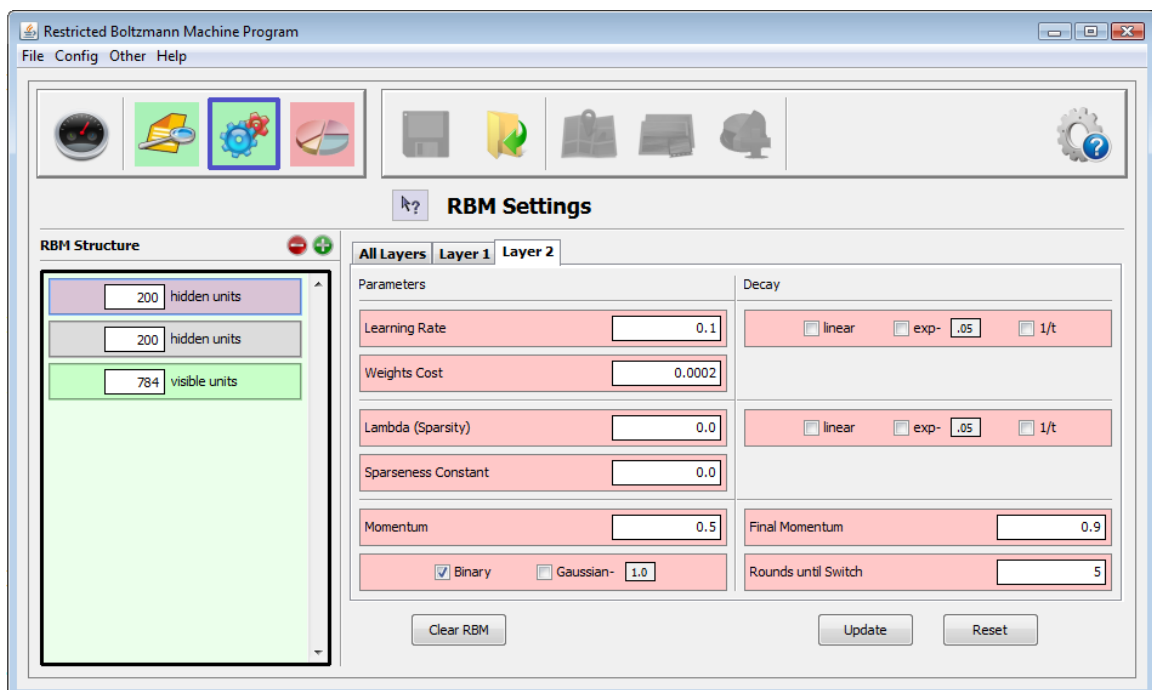 Restricted Boltzmann Machine Program
File Config Other Help
RBM Settings
RBM Structure
200 hidden units
200 hidden units
784 visible units
All Layers Layer 1 Layer 2
Parameters Decay
Learning Rate 0.1 linear exp- .05 1/t
Weights Cost 0.0002
Lambda (Sparsity) 0.0 linear exp- .05 1/t
Sparseness Constant 0.0
Momentum 0.5 Final Momentum 0.9
Binary Gaussian- 1.0 Rounds until Switch 5
Clear RBM Update Reset